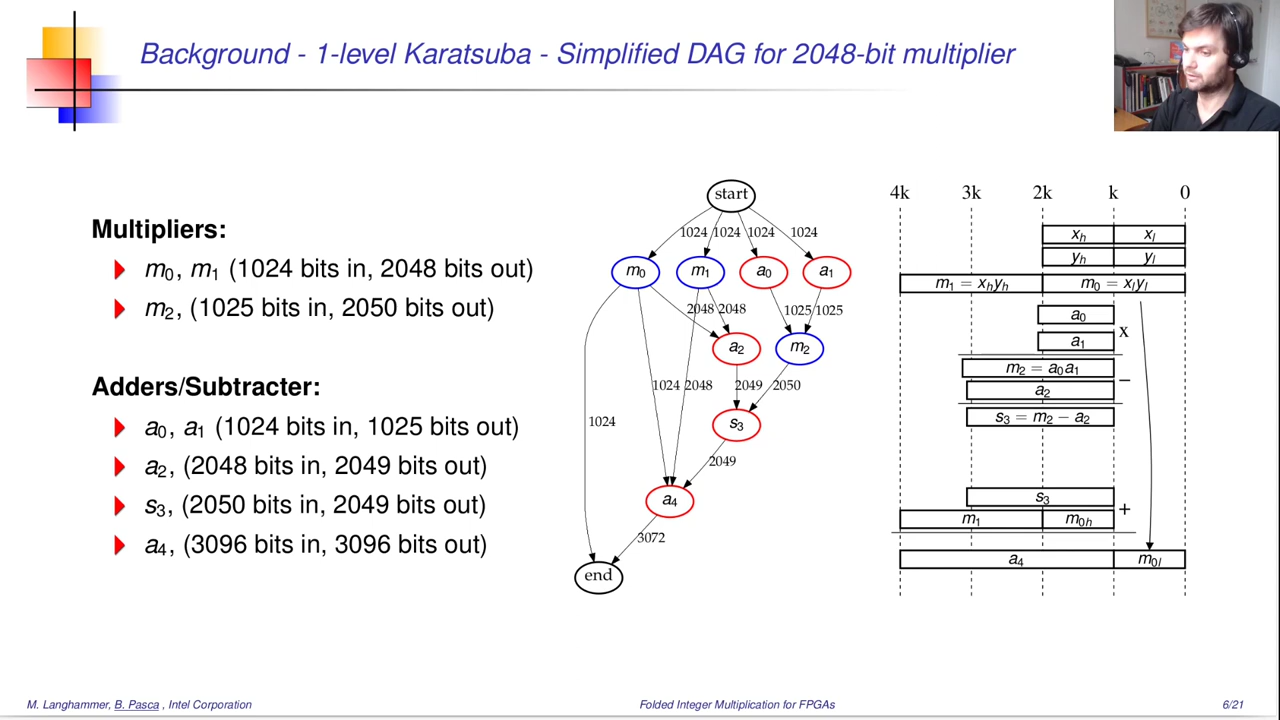 Background - 1-level Karatsuba - Simplified DAG for 2048-bit multiplier
Multipliers:
m₀, m₁ (1024 bits in, 2048 bits out)
m₂, (1025 bits in, 2050 bits out)
Adders/Subtracter:
a₀, a₁ (1024 bits in, 1025 bits out)
a₂, (2048 bits in, 2049 bits out)
s₃, (2050 bits in, 2049 bits out)
a₄, (3096 bits in, 3096 bits out)
start
1024 1024 1024 1024
m₀ m₁ a₀ a₁
2048 2048 1025 1025
a₂ m₂
1024 2048 2049 2050
1024
s₃
2049
a₄
3072
end
4k 3k 2k k 0
xₕ xₗ
yₕ yₗ
m₁ = xₕyₕ m₀ = xₗyₗ
a₀
x
a₁
m₂ = a₀a₁
−
a₂
s₃ = m₂ − a₂
s₃
+
m₁ m₀ₕ
a₄ m₀ₗ
M. Langhammer, B. Pasca , Intel Corporation
Folded Integer Multiplication for FPGAs
6/21